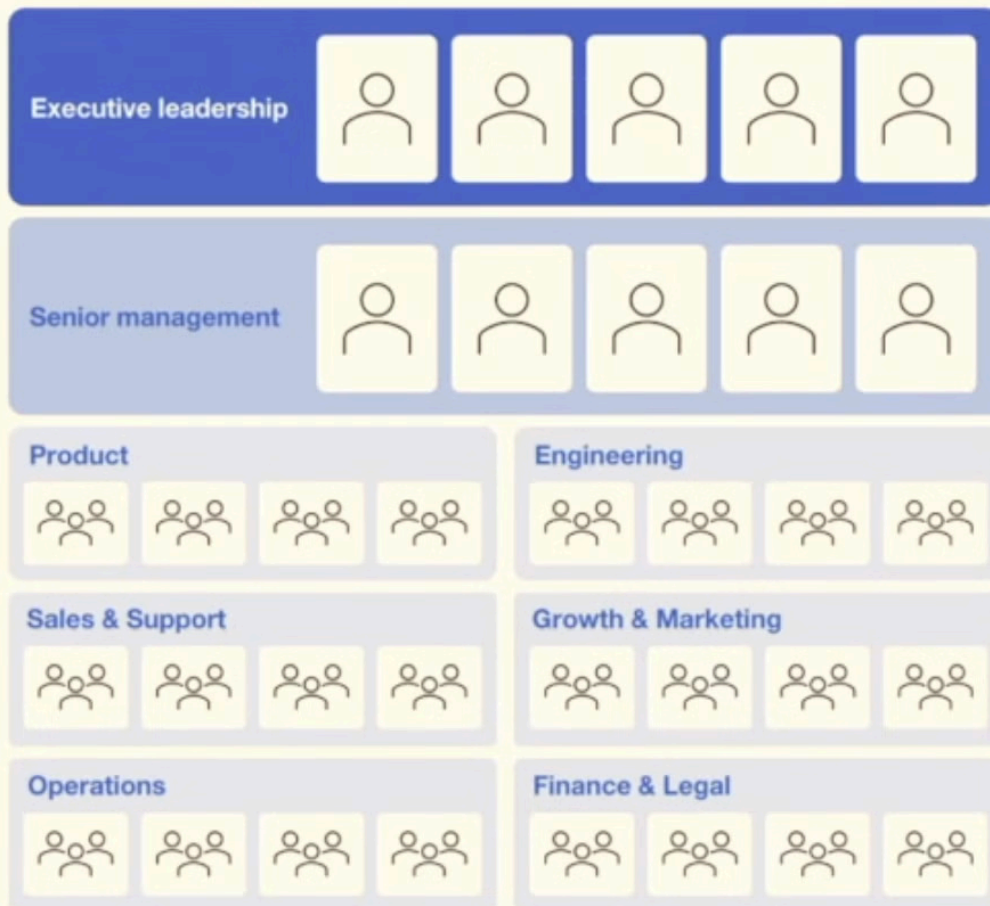 Executive leadership
Senior management
Product
Engineering
Sales & Support
Growth & Marketing
Operations
Finance & Legal